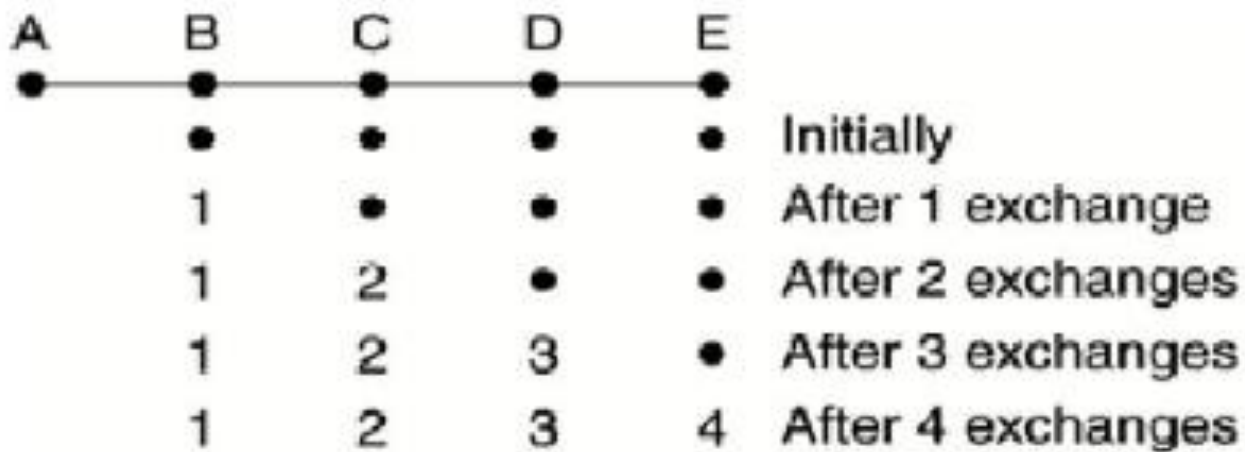 A B C D E
Initially
1 After 1 exchange
1 2 After 2 exchanges
1 2 3 After 3 exchanges
1 2 3 4 After 4 exchanges